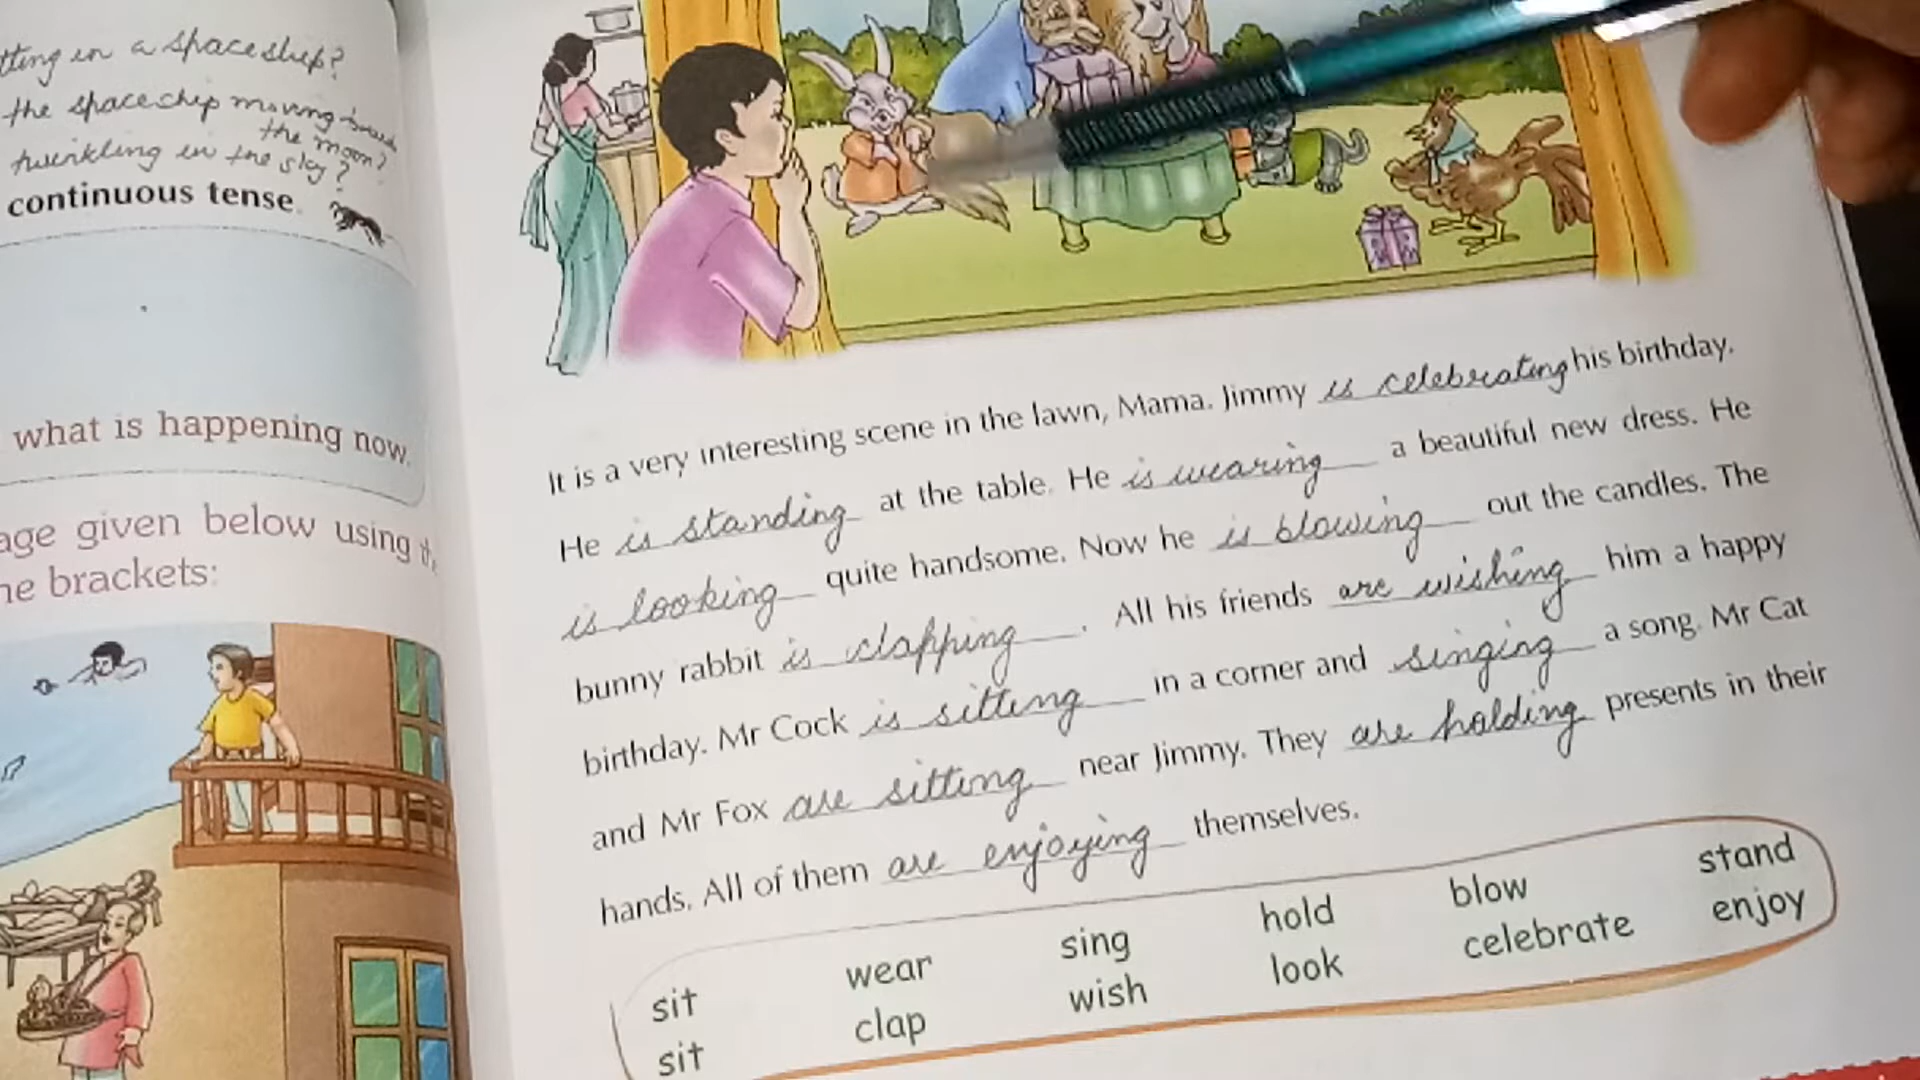 tting in a spaceship?
the spaceship moving
the moon?
twinkling in the sky?
continuous tense.
what is happening now.
age given below using
he brackets:
It is a very interesting scene in the lawn, Mama. Jimmy is celebrating his birthday.
He is standing at the table. He is wearing a beautiful new dress. He
is looking quite handsome. Now he is blowing out the candles. The
bunny rabbit is clapping. All his friends are wishing him a happy
birthday. Mr Cock is sitting in a corner and singing a song. Mr Cat
and Mr Fox are sitting near Jimmy. They are holding presents in their
hands. All of them are enjoying themselves.
sit wear sing hold blow stand
sit clap wish look celebrate enjoy